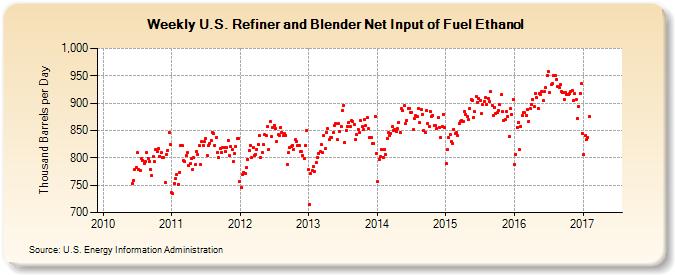 Weekly U.S. Refiner and Blender Net Input of Fuel Ethanol
Thousand Barrels per Day
1,000
950
900
850
800
750
700
2010 2011 2012 2013 2014 2015 2016 2017
Source: U.S. Energy Information Administration